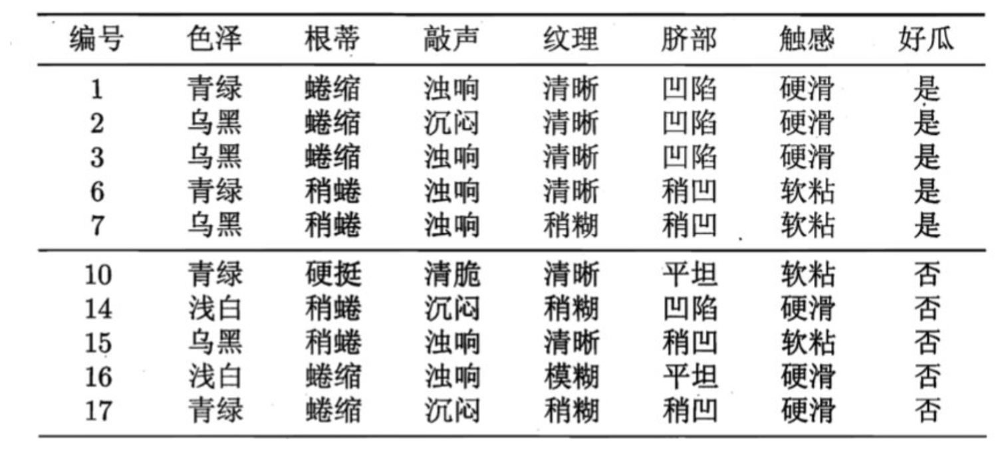 编号 色泽 根蒂 敲声 纹理 脐部 触感 好瓜
1 青绿 蜷缩 浊响 清晰 凹陷 硬滑 是
2 乌黑 蜷缩 沉闷 清晰 凹陷 硬滑 是
3 乌黑 蜷缩 浊响 清晰 凹陷 硬滑 是
6 青绿 稍蜷 浊响 清晰 稍凹 软粘 是
7 乌黑 稍蜷 浊响 稍糊 稍凹 软粘 是
10 青绿 硬挺 清脆 清晰 平坦 软粘 否
14 浅白 稍蜷 沉闷 稍糊 凹陷 硬滑 否
15 乌黑 稍蜷 浊响 清晰 稍凹 软粘 否
16 浅白 蜷缩 浊响 模糊 平坦 硬滑 否
17 青绿 蜷缩 沉闷 稍糊 稍凹 硬滑 否